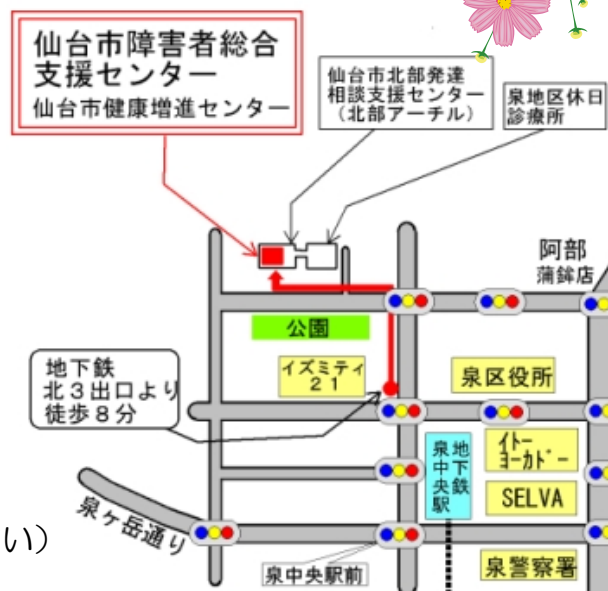 仙台市障害者総合
支援センター
仙台市健康増進センター
仙台市北部発達
相談支援センター
（北部アーチル）
泉地区休日
診療所
阿部
蒲鉾店
公園
地下鉄
北3出口より
徒歩8分
イズミティ
21
泉区役所
地下鉄
泉中央駅
イトー
ヨーカドー
SELVA
泉ヶ岳通り
い）
泉中央駅前
泉警察署